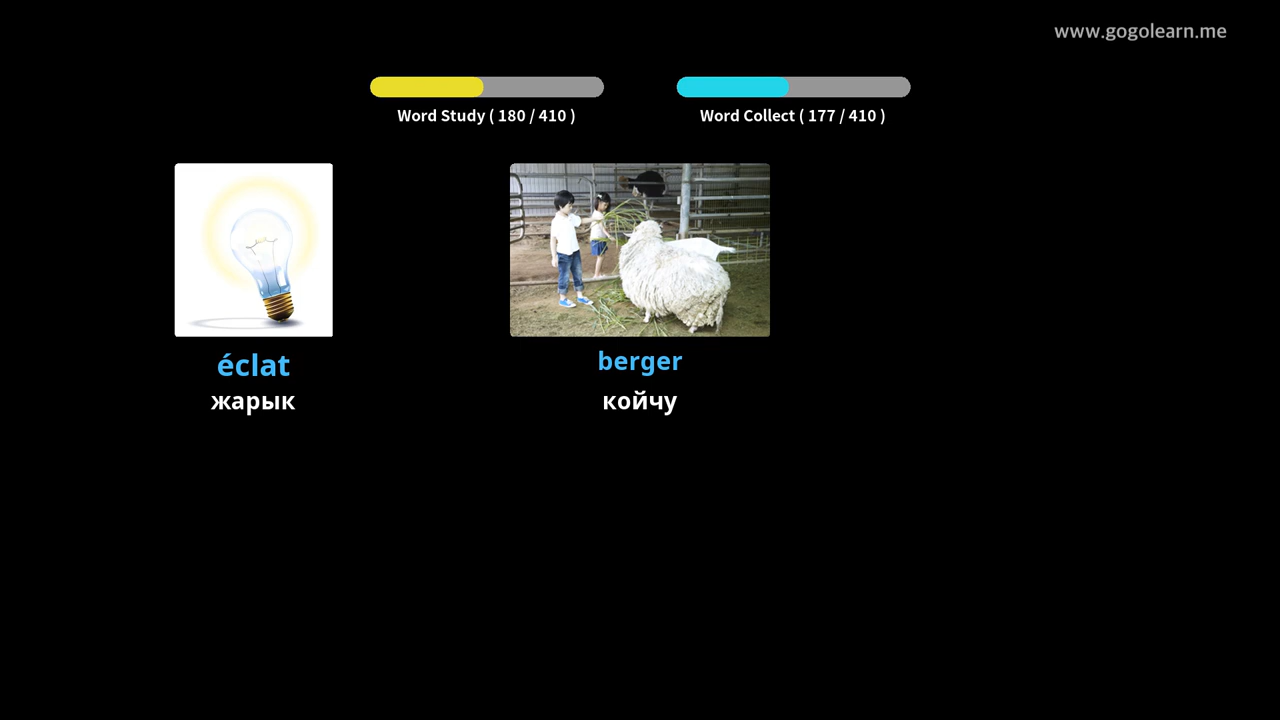 www.gogolearn.me
Word Study ( 180 / 410 )
Word Collect ( 177 / 410 )
éclat
жарык
berger
койчу